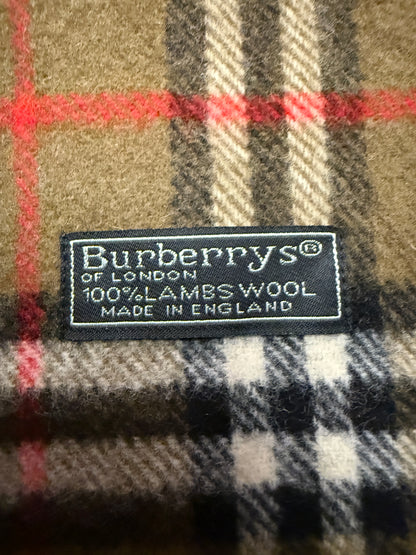 Burberrys®
OF LONDON
100% LAMBS WOOL
MADE IN ENGLAND